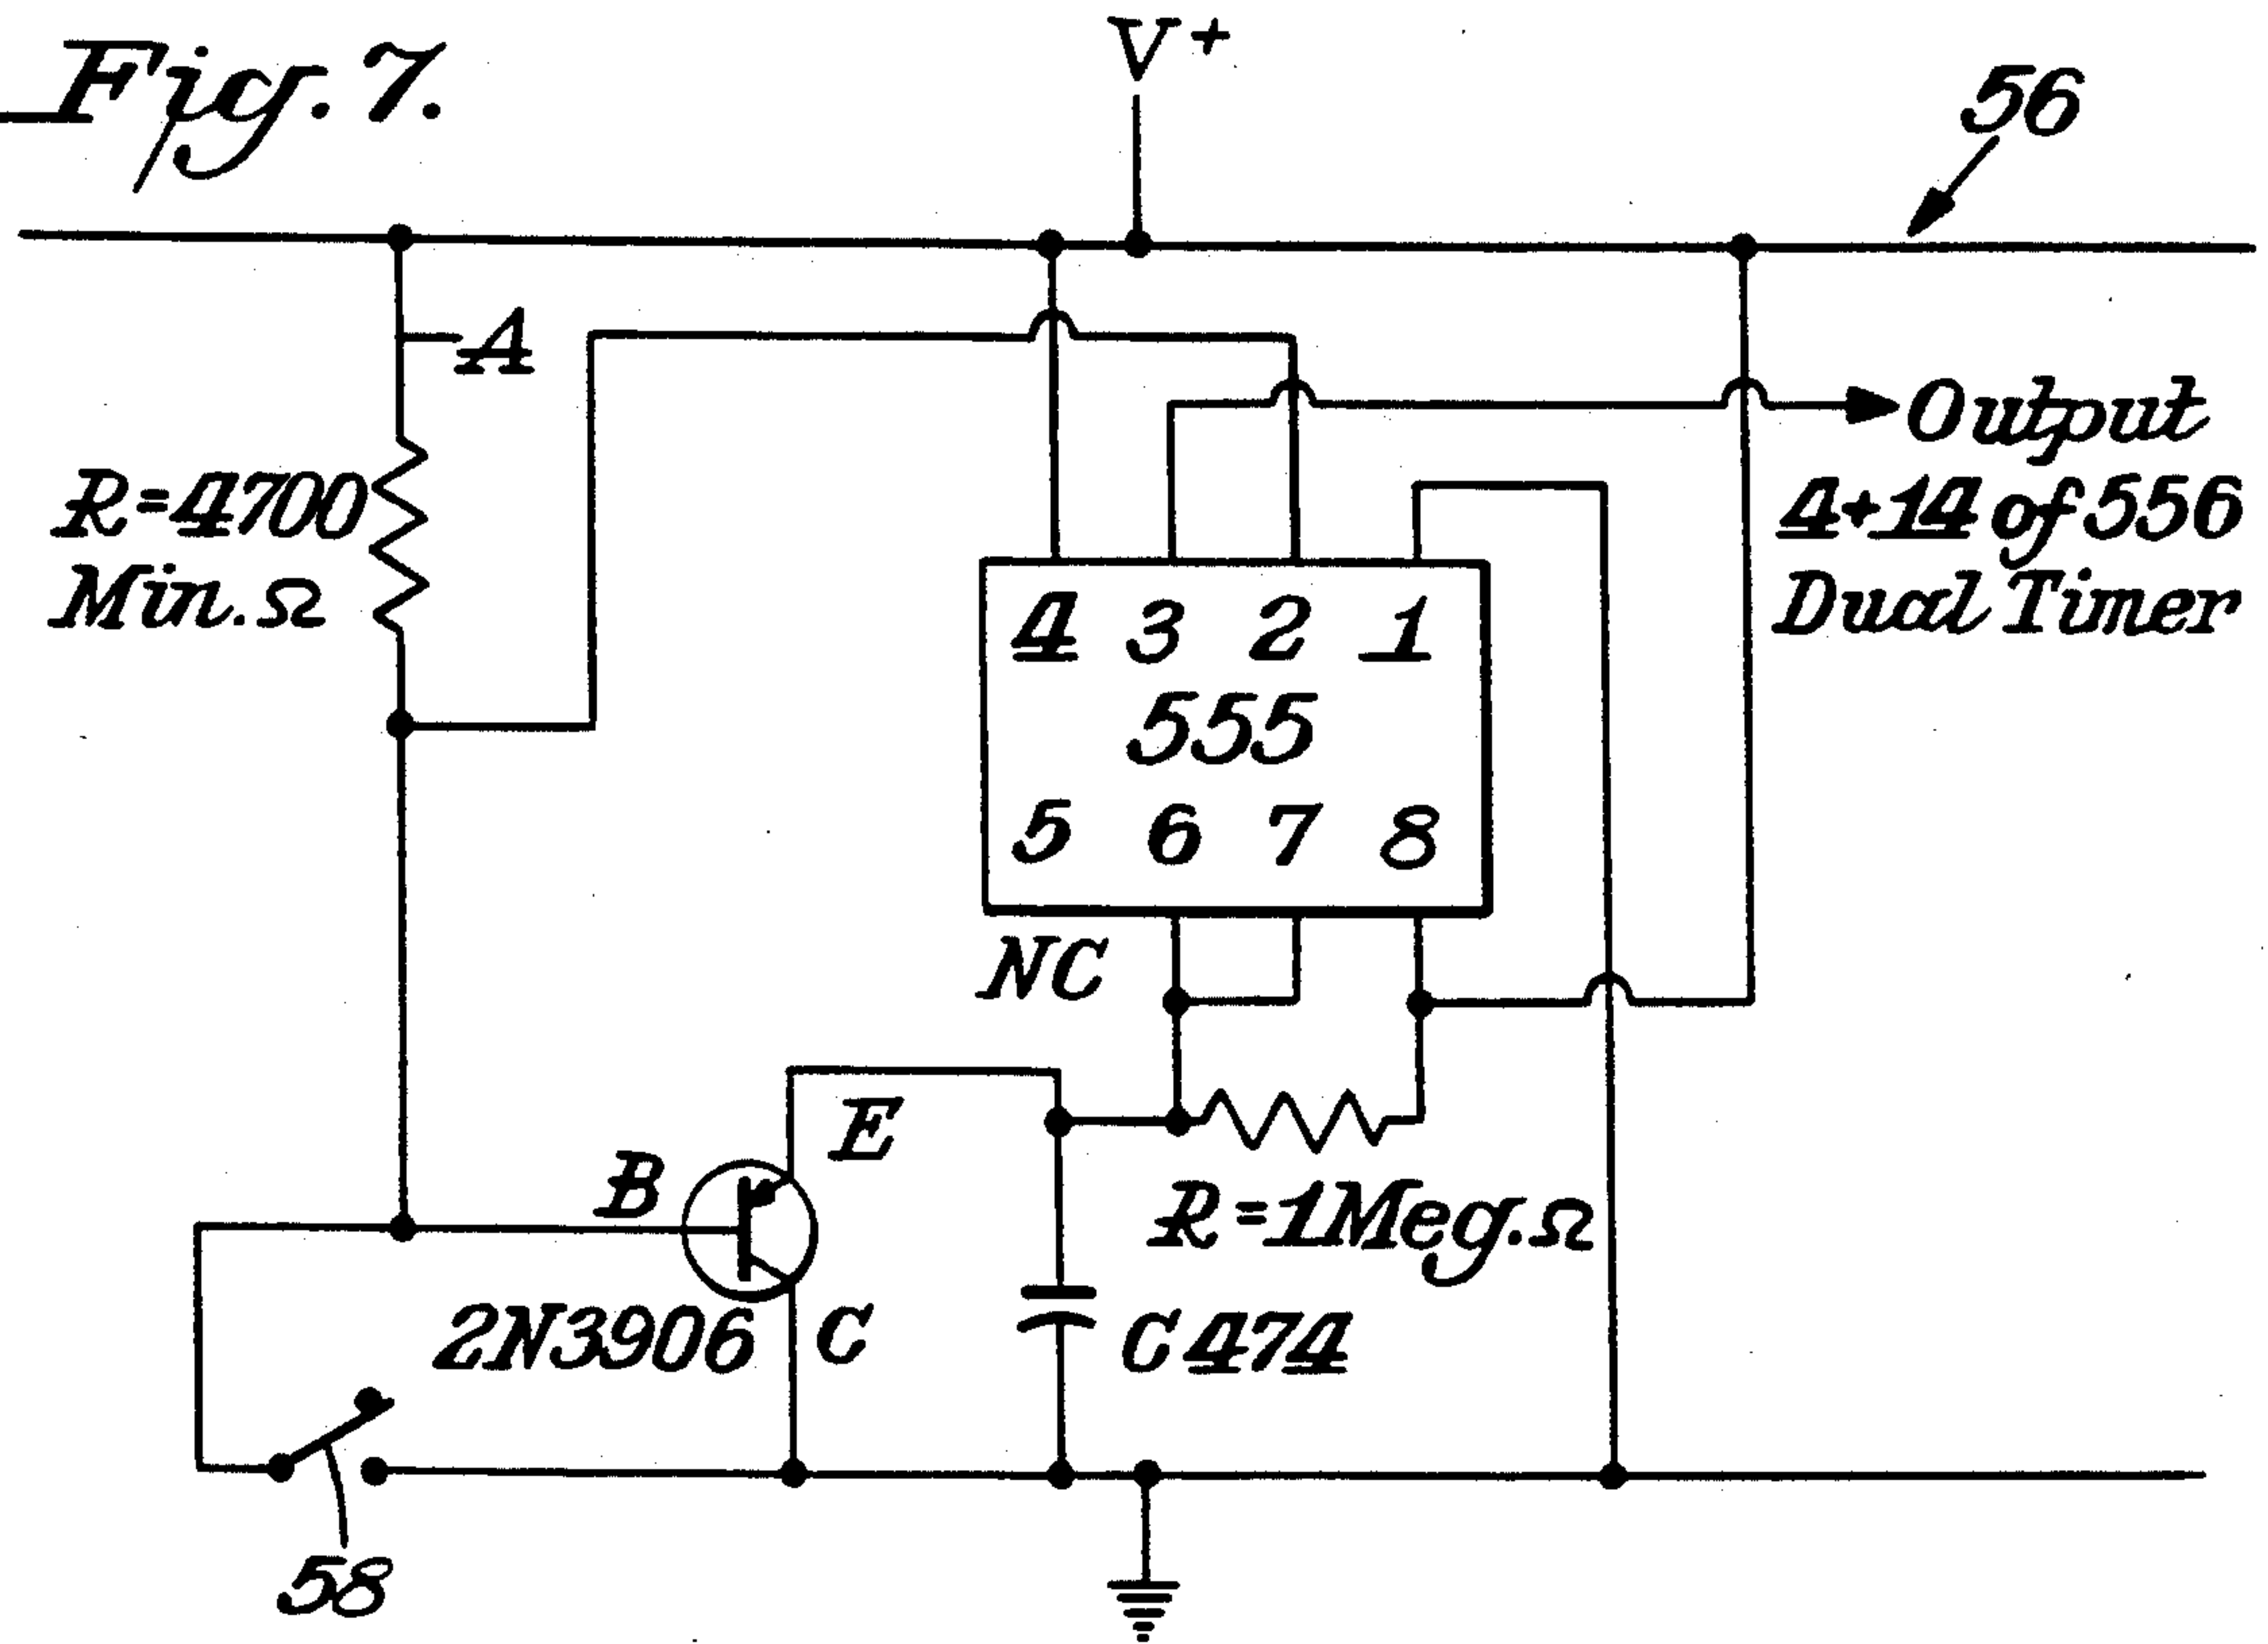 Fig. 7.
V+
56
A
Output
4+14 of 556
Dual Timer
R=4700
Min. Ω
4 3 2 1
555
5 6 7 8
NC
E
B
R=1Meg.Ω
2N3906
C
C 474
58